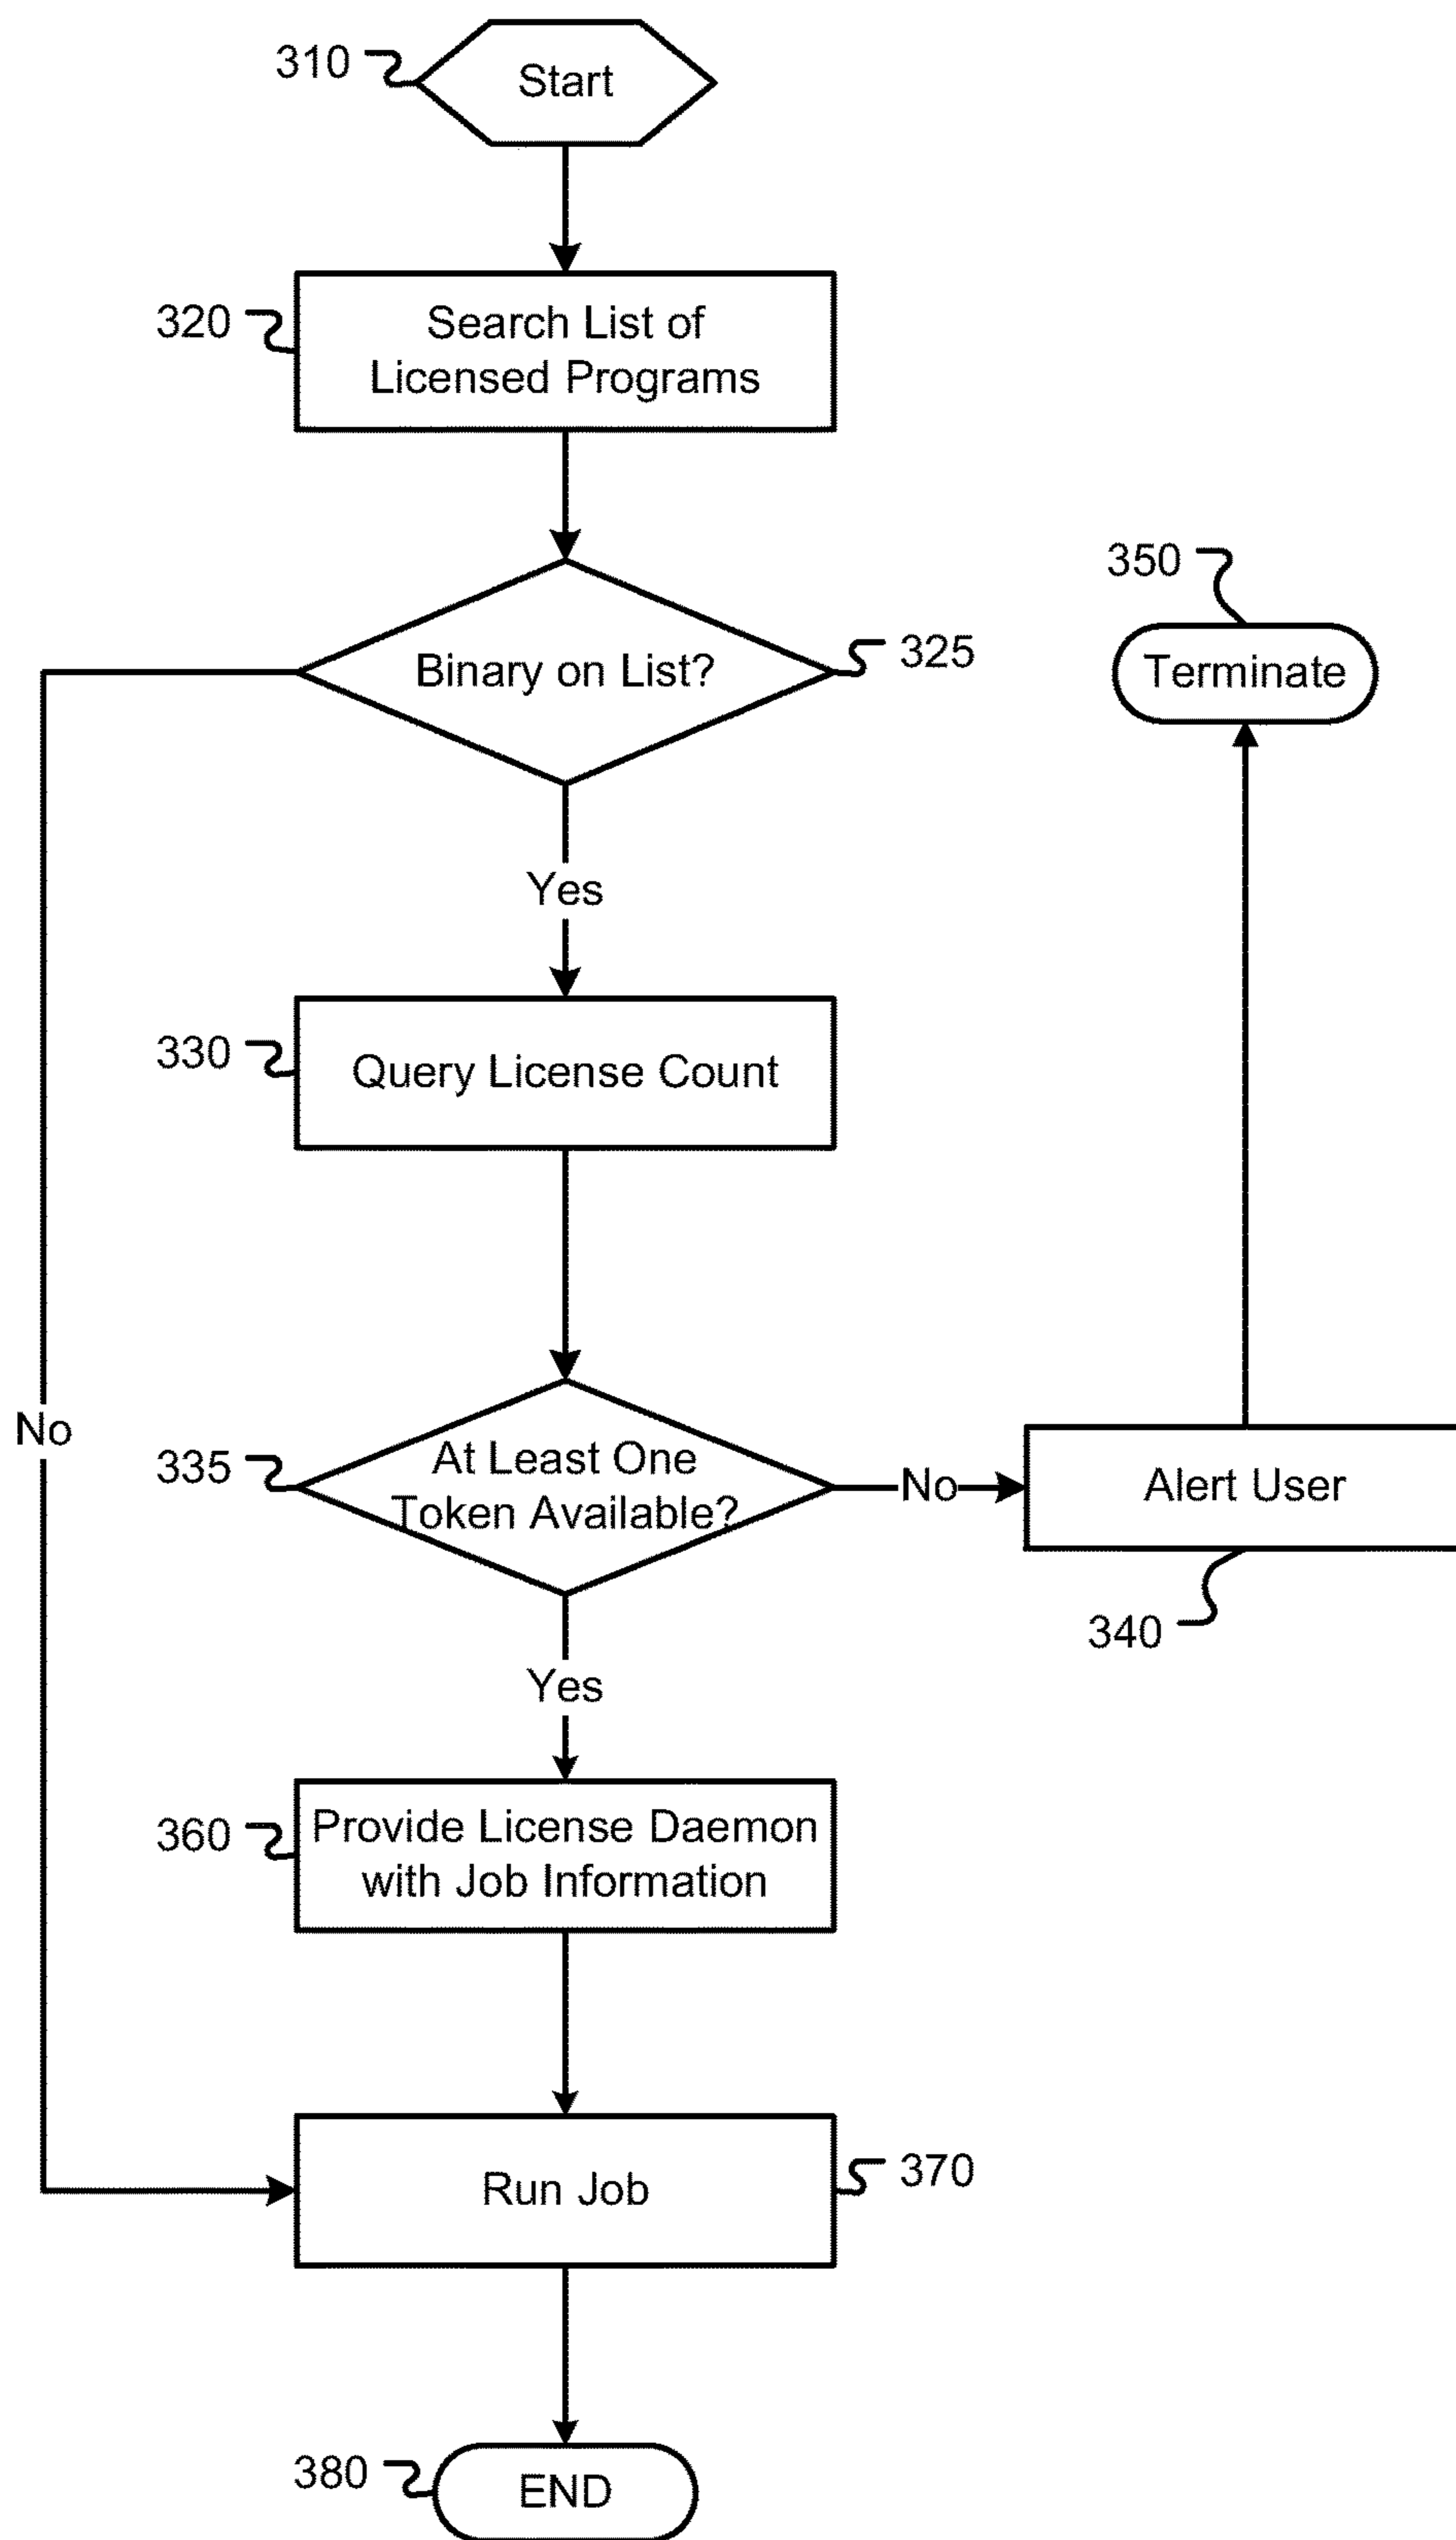 310
Start
320
Search List of
Licensed Programs
350
Terminate
Binary on List?
325
Yes
330
Query License Count
No
335
At Least One
Token Available?
No
Alert User
340
Yes
360
Provide License Daemon
with Job Information
Run Job
370
380
END